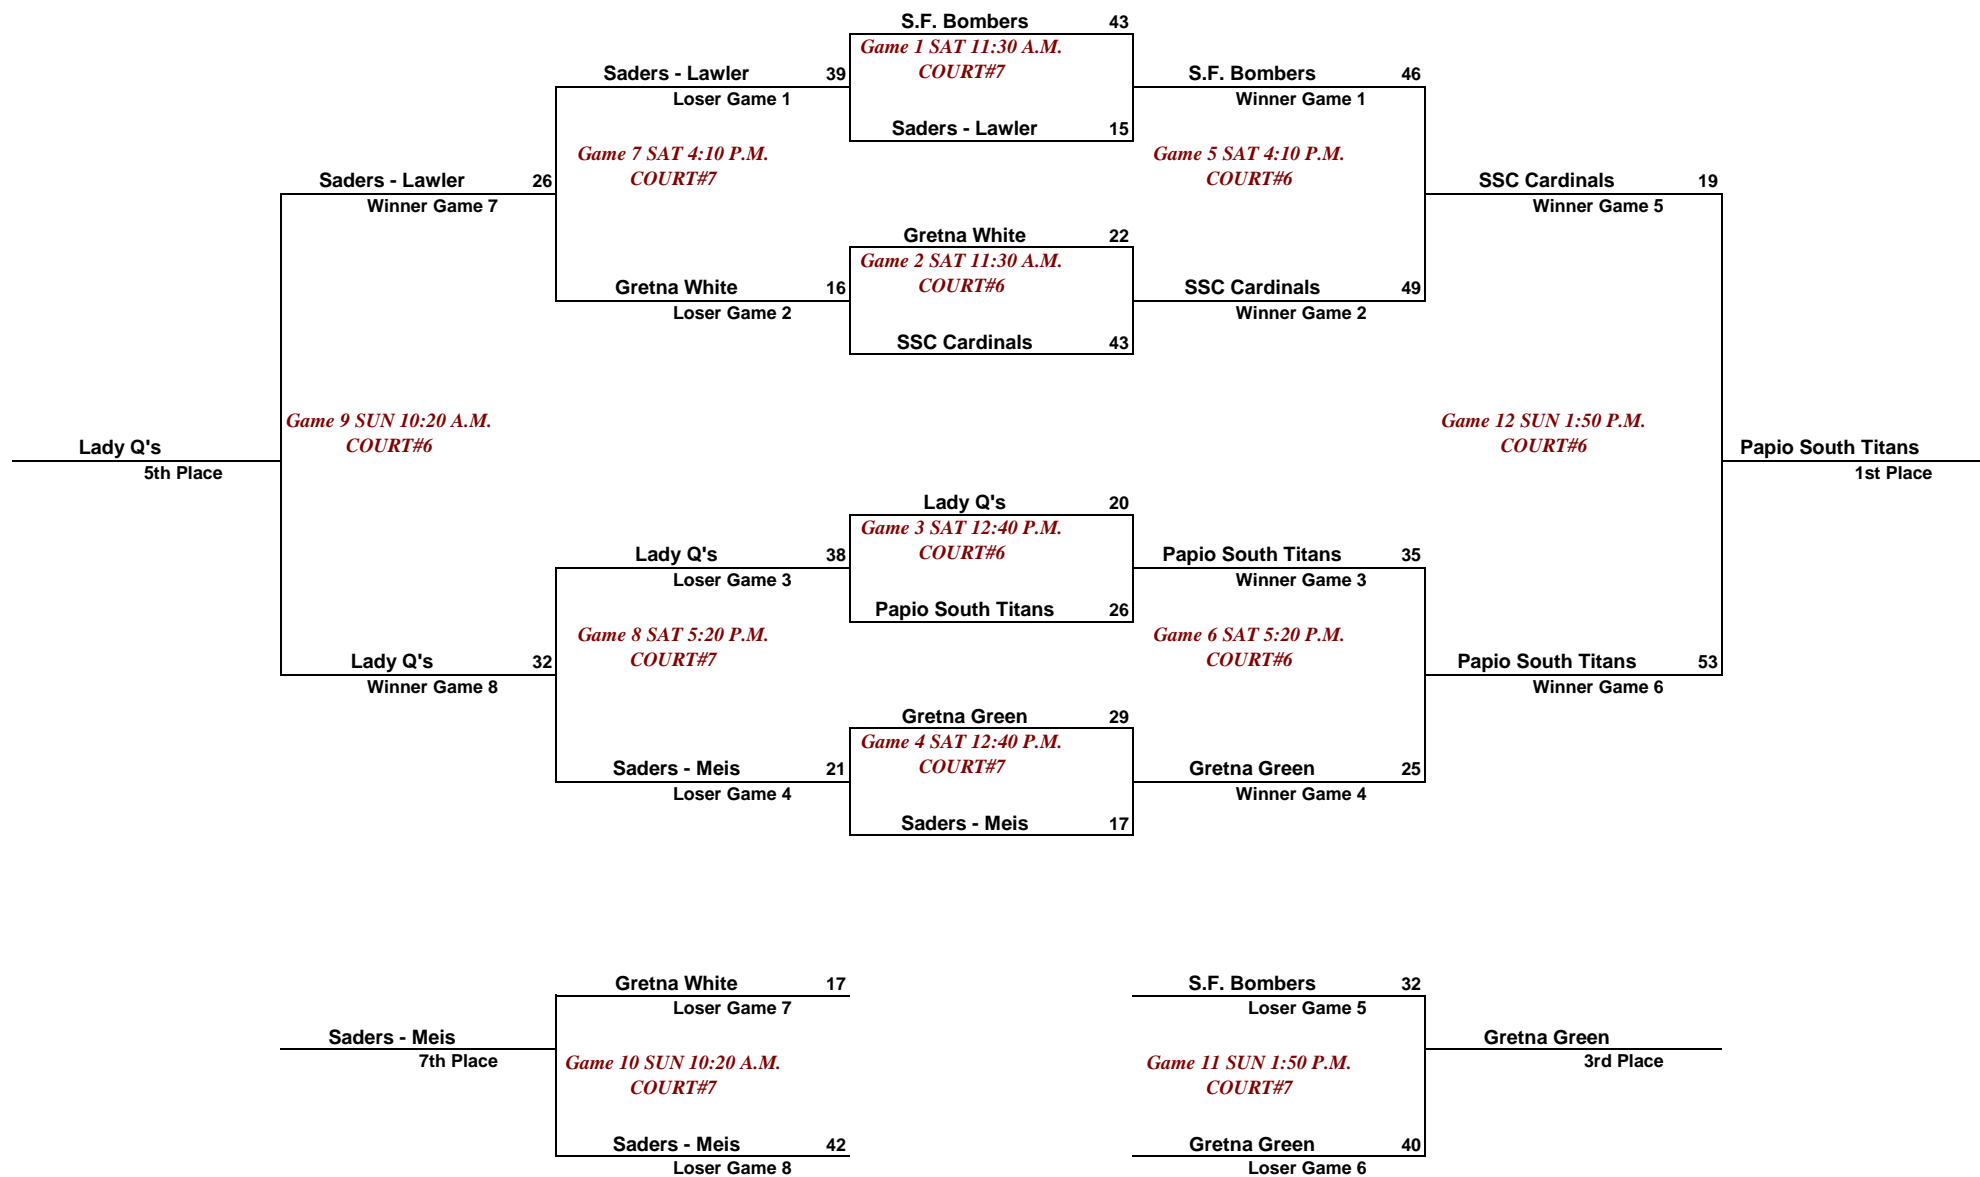 S.F. Bombers 43
Game 1 SAT 11:30 A.M.
Saders - Lawler 39 COURT#7 S.F. Bombers 46
Loser Game 1 Winner Game 1
Saders - Lawler 15
Game 7 SAT 4:10 P.M. Game 5 SAT 4:10 P.M.
Saders - Lawler 26 COURT#7 COURT#6 SSC Cardinals 19
Winner Game 7 Winner Game 5
Gretna White 22
Game 2 SAT 11:30 A.M.
Gretna White 16 COURT#6 SSC Cardinals 49
Loser Game 2 Winner Game 2
SSC Cardinals 43
Game 9 SUN 10:20 A.M. Game 12 SUN 1:50 P.M.
Lady Q's COURT#6 COURT#6 Papio South Titans
5th Place 1st Place
Lady Q's 20
Game 3 SAT 12:40 P.M.
Lady Q's 38 COURT#6 Papio South Titans 35
Loser Game 3 Winner Game 3
Papio South Titans 26
Game 8 SAT 5:20 P.M. Game 6 SAT 5:20 P.M.
Lady Q's 32 COURT#7 COURT#6 Papio South Titans 53
Winner Game 8 Winner Game 6
Gretna Green 29
Game 4 SAT 12:40 P.M.
Saders - Meis 21 COURT#7 Gretna Green 25
Loser Game 4 Winner Game 4
Saders - Meis 17
Gretna White 17 S.F. Bombers 32
Loser Game 7 Loser Game 5
Saders - Meis Gretna Green
7th Place Game 10 SUN 10:20 A.M. Game 11 SUN 1:50 P.M. 3rd Place
COURT#7 COURT#7
Saders - Meis 42 Gretna Green 40
Loser Game 8 Loser Game 6